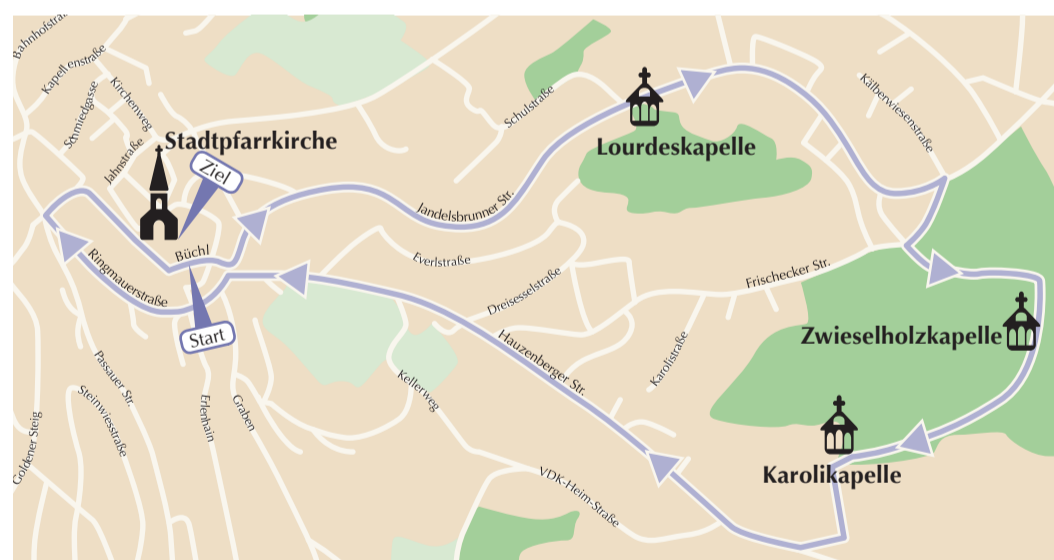 Bahnhofstraße
Kapellenstraße
Kirchenweg
Schmiedgasse
Jahnstraße
Stadtpfarrkirche
Ziel
Büchl
Ringmauerstraße
Start
Schulstraße
Lourdeskapelle
Kälberwiesenstraße
Jandelsbrunner Str.
Everlstraße
Dreisesselstraße
Frischecker Str.
Zwieselholzkapelle
Hauzenberger Str.
Karolistraße
Passauer Str.
Steinwiesstraße
Goldener Steig
Erlenhain
Graben
Kellerweg
Karolikapelle
VDK-Heim-Straße